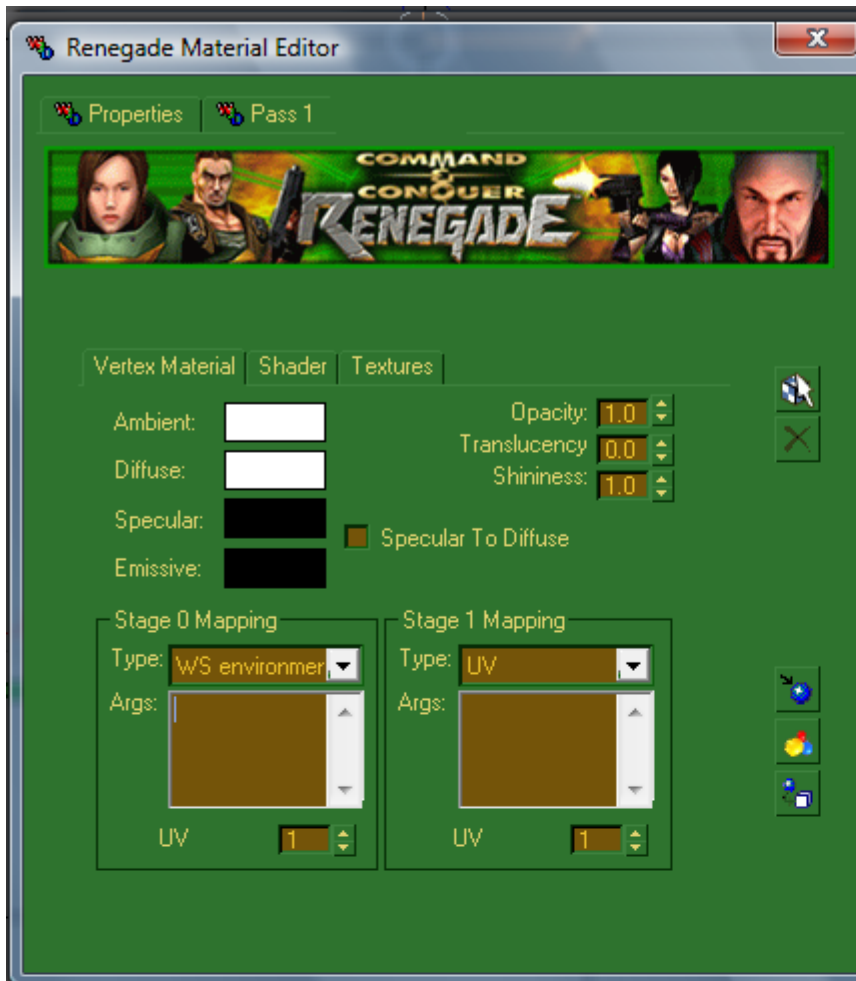 Renegade Material Editor
Properties Pass 1
COMMAND
&
CONQUER
RENEGADE
Vertex Material Shader Textures
Ambient: Opacity: 1.0
Translucency 0.0
Diffuse: Shininess: 1.0
Specular:
Specular To Diffuse
Emissive:
Stage 0 Mapping Stage 1 Mapping
Type: WS environmer Type: UV
Args: Args:
UV 1 UV 1